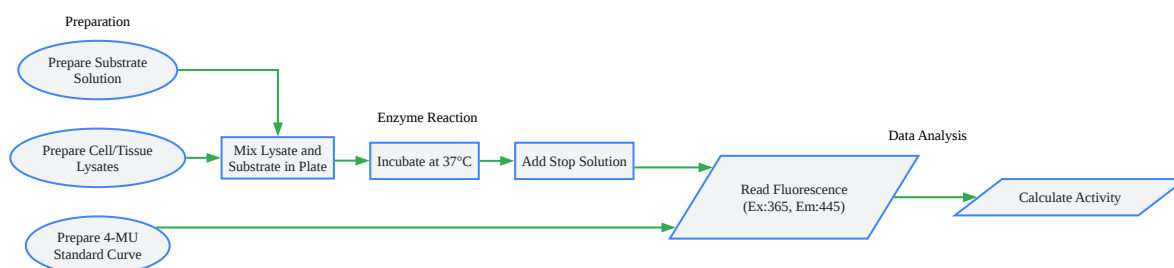 Preparation
Prepare Substrate
Solution
Prepare Cell/Tissue
Lysates
Prepare 4-MU
Standard Curve
Mix Lysate and
Substrate in Plate
Enzyme Reaction
Incubate at 37°C
Add Stop Solution
Data Analysis
Read Fluorescence
(Ex:365, Em:445)
Calculate Activity